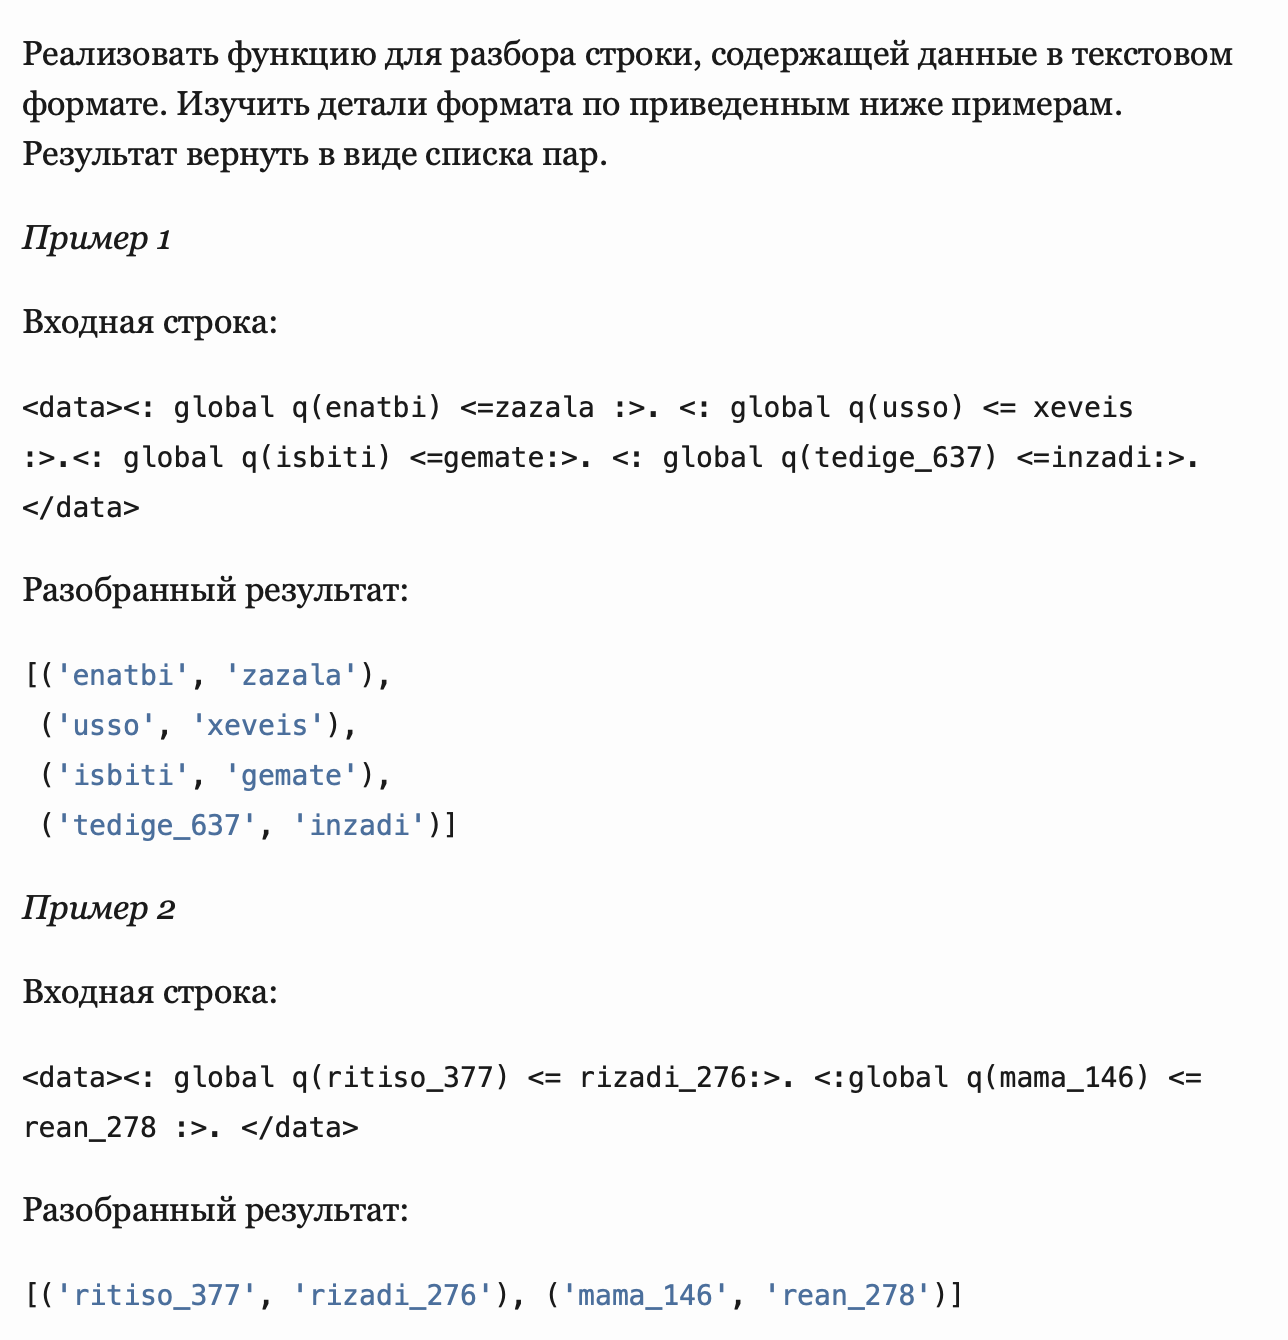 Реализовать функцию для разбора строки, содержащей данные в текстовом
формате. Изучить детали формата по приведенным ниже примерам.
Результат вернуть в виде списка пар.
Пример 1
Входная строка:
<data><: global q(enatbi) <=zazala :>. <: global q(usso) <= xeveis
:>.<: global q(isbiti) <=gemate:>. <: global q(tedige_637) <=inzadi:>.
</data>
Разобранный результат:
[('enatbi', 'zazala'),
('usso', 'xeveis'),
('isbiti', 'gemate'),
('tedige_637', 'inzadi')]
Пример 2
Входная строка:
<data><: global q(ritiso_377) <= rizadi_276:>. <:global q(mama_146) <=
rean_278 :>. </data>
Разобранный результат:
[('ritiso_377', 'rizadi_276'), ('mama_146', 'rean_278')]